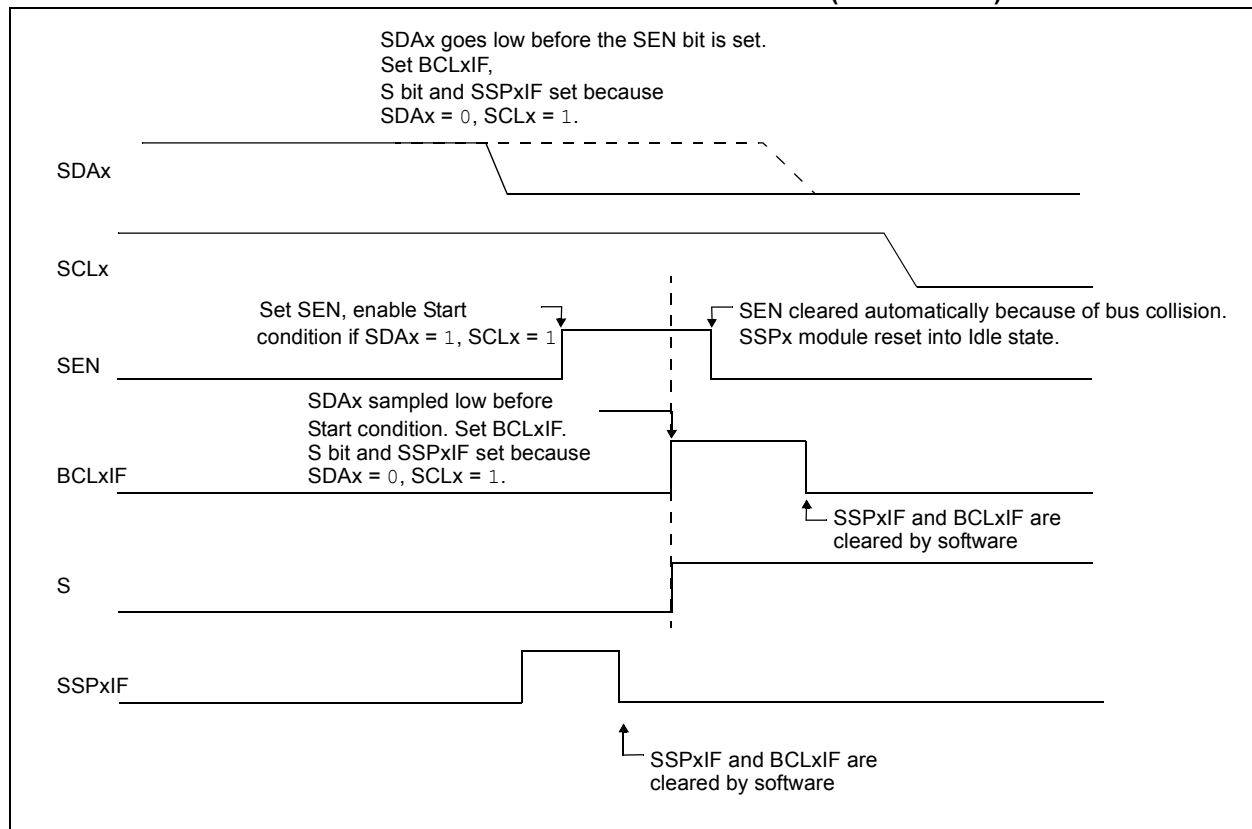 SDAx goes low before the SEN bit is set.
Set BCLxIF,
S bit and SSPxIF set because
SDAx = 0, SCLx = 1.
SDAx
SCLx
Set SEN, enable Start
condition if SDAx = 1, SCLx = 1
SEN cleared automatically because of bus collision.
SSPx module reset into Idle state.
SEN
SDAx sampled low before
Start condition. Set BCLxIF.
S bit and SSPxIF set because
SDAx = 0, SCLx = 1.
BCLxIF
SSPxIF and BCLxIF are
cleared by software
S
SSPxIF
SSPxIF and BCLxIF are
cleared by software